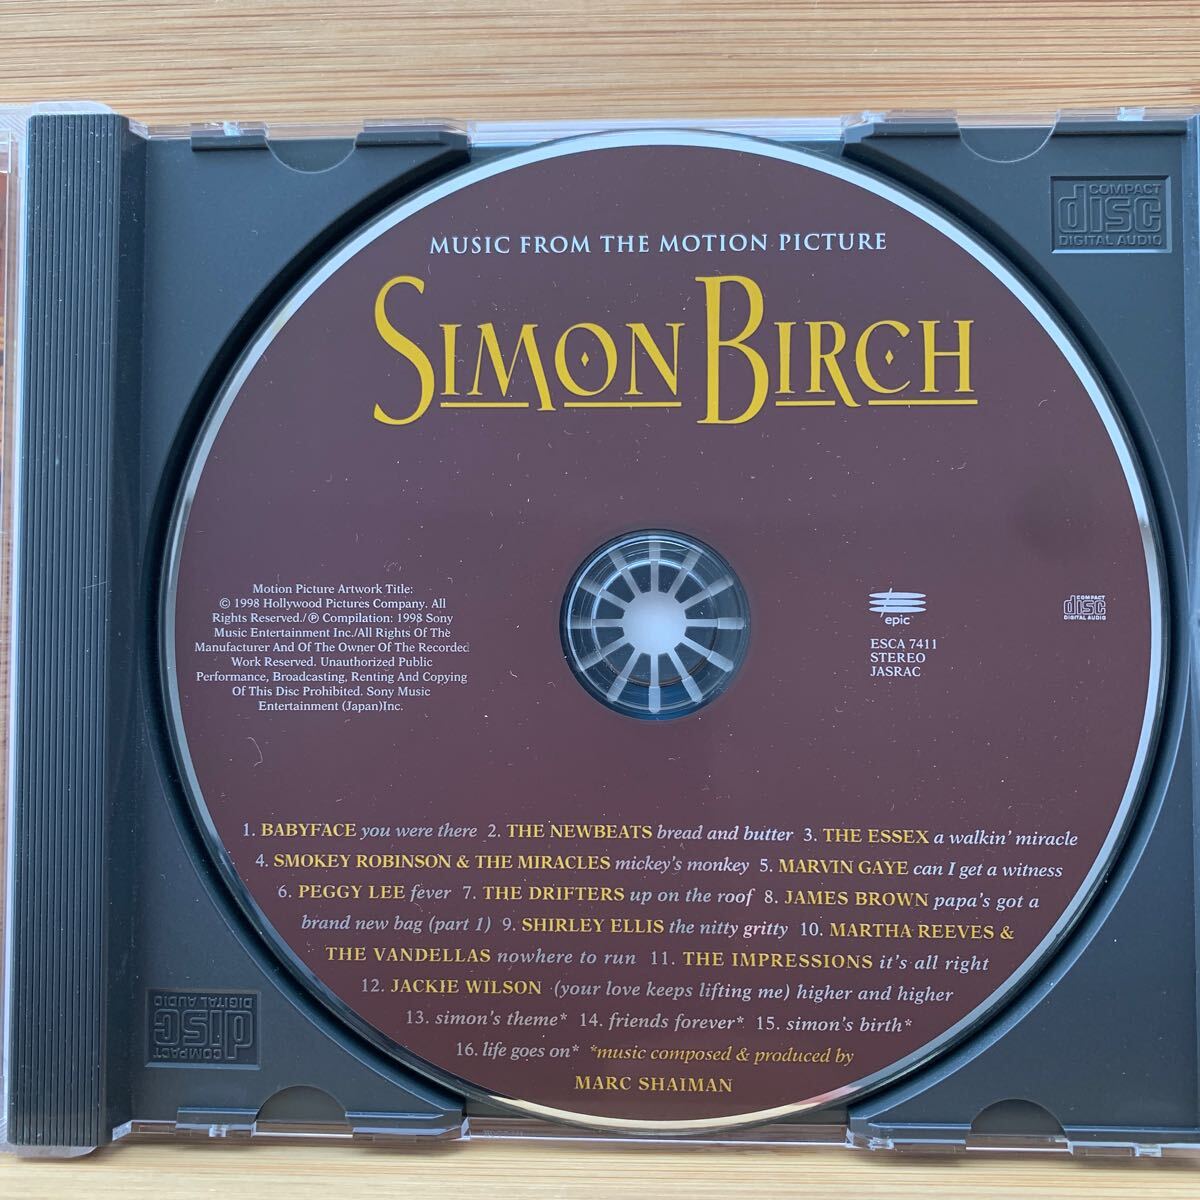 MUSIC FROM THE MOTION PICTURE
SIMON BIRCH
COMPACT
disc
DIGITAL AUDIO
Motion Picture Artwork Title:
© 1998 Hollywood Pictures Company. All
Rights Reserved./℗ Compilation: 1998 Sony
Music Entertainment Inc./All Rights Of The
Manufacturer And Of The Owner Of The Recorded
Work Reserved. Unauthorized Public
Performance, Broadcasting, Renting And Copying
Of This Disc Prohibited. Sony Music
Entertainment (Japan)Inc.
epic
ESCA 7411
STEREO
JASRAC
COMPACT
disc
DIGITAL AUDIO
1. BABYFACE you were there 2. THE NEWBEATS bread and butter 3. THE ESSEX a walkin' miracle
4. SMOKEY ROBINSON & THE MIRACLES mickey's monkey 5. MARVIN GAYE can I get a witness
6. PEGGY LEE fever 7. THE DRIFTERS up on the roof 8. JAMES BROWN papa's got a
brand new bag (part 1) 9. SHIRLEY ELLIS the nitty gritty 10. MARTHA REEVES &
THE VANDELLAS nowhere to run 11. THE IMPRESSIONS it's all right
12. JACKIE WILSON (your love keeps lifting me) higher and higher
13. simon's theme* 14. friends forever* 15. simon's birth*
16. life goes on* *music composed & produced by
MARC SHAIMAN
COMPACT
disc
DIGITAL AUDIO